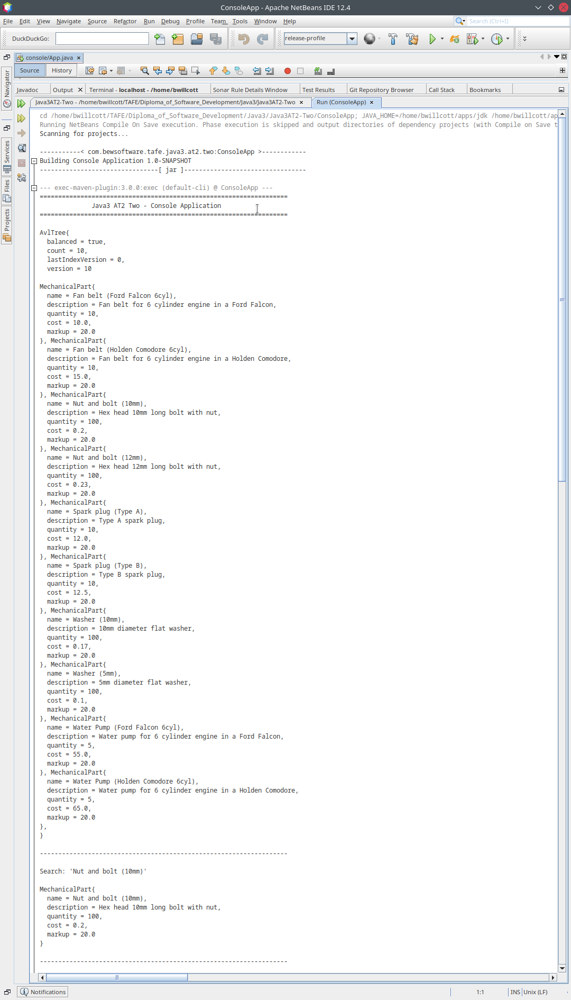 ConsoleApp - Apache NetBeans IDE 12.4
File Edit View Navigate Source Refactor Run Debug Profile Team Tools Window Help Search (Ctrl+I)
DuckDuckGo: release-profile
console/App.java
Source History
Navigator
Services
Files
Projects
Javadoc Output Terminal - localhost - /home/bwillcott Sonar Rule Details Window Test Results Git Repository Browser Call Stack Bookmarks
Java3AT2-Two - /home/bwillcott/TAFE/Diploma_of_Software_Development/Java3/Java3AT2-Two Run (ConsoleApp)
cd /home/bwillcott/TAFE/Diploma_of_Software_Development/Java3/Java3AT2-Two/ConsoleApp; JAVA_HOME=/home/bwillcott/apps/jdk /home/bwillcott/ap
Running NetBeans Compile On Save execution. Phase execution is skipped and output directories of dependency projects (with Compile on Save t
Scanning for projects...
-----------< com.bewsoftware.tafe.java3.at2.two:ConsoleApp >------------
Building Console Application 1.0-SNAPSHOT
--------------------------------[ jar ]---------------------------------
--- exec-maven-plugin:3.0.0:exec (default-cli) @ ConsoleApp ---
===================================================================
Java3 AT2 Two - Console Application
===================================================================
AvlTree{
balanced = true,
count = 10,
lastIndexVersion = 0,
version = 10
MechanicalPart{
name = Fan belt (Ford Falcon 6cyl),
description = Fan belt for 6 cylinder engine in a Ford Falcon,
quantity = 10,
cost = 10.0,
markup = 20.0
}, MechanicalPart{
name = Fan belt (Holden Comodore 6cyl),
description = Fan belt for 6 cylinder engine in a Holden Comodore,
quantity = 10,
cost = 15.0,
markup = 20.0
}, MechanicalPart{
name = Nut and bolt (10mm),
description = Hex head 10mm long bolt with nut,
quantity = 100,
cost = 0.2,
markup = 20.0
}, MechanicalPart{
name = Nut and bolt (12mm),
description = Hex head 12mm long bolt with nut,
quantity = 100,
cost = 0.23,
markup = 20.0
}, MechanicalPart{
name = Spark plug (Type A),
description = Type A spark plug,
quantity = 10,
cost = 12.0,
markup = 20.0
}, MechanicalPart{
name = Spark plug (Type B),
description = Type B spark plug,
quantity = 10,
cost = 12.5,
markup = 20.0
}, MechanicalPart{
name = Washer (10mm),
description = 10mm diameter flat washer,
quantity = 100,
cost = 0.17,
markup = 20.0
}, MechanicalPart{
name = Washer (5mm),
description = 5mm diameter flat washer,
quantity = 100,
cost = 0.1,
markup = 20.0
}, MechanicalPart{
name = Water Pump (Ford Falcon 6cyl),
description = Water pump for 6 cylinder engine in a Ford Falcon,
quantity = 5,
cost = 55.0,
markup = 20.0
}, MechanicalPart{
name = Water Pump (Holden Comodore 6cyl),
description = Water pump for 6 cylinder engine in a Holden Comodore,
quantity = 5,
cost = 65.0,
markup = 20.0
},
}
-------------------------------------------------------------------
Search: 'Nut and bolt (10mm)'
MechanicalPart{
name = Nut and bolt (10mm),
description = Hex head 10mm long bolt with nut,
quantity = 100,
cost = 0.2,
markup = 20.0
}
-------------------------------------------------------------------
Notifications 1:1 INS Unix (LF)